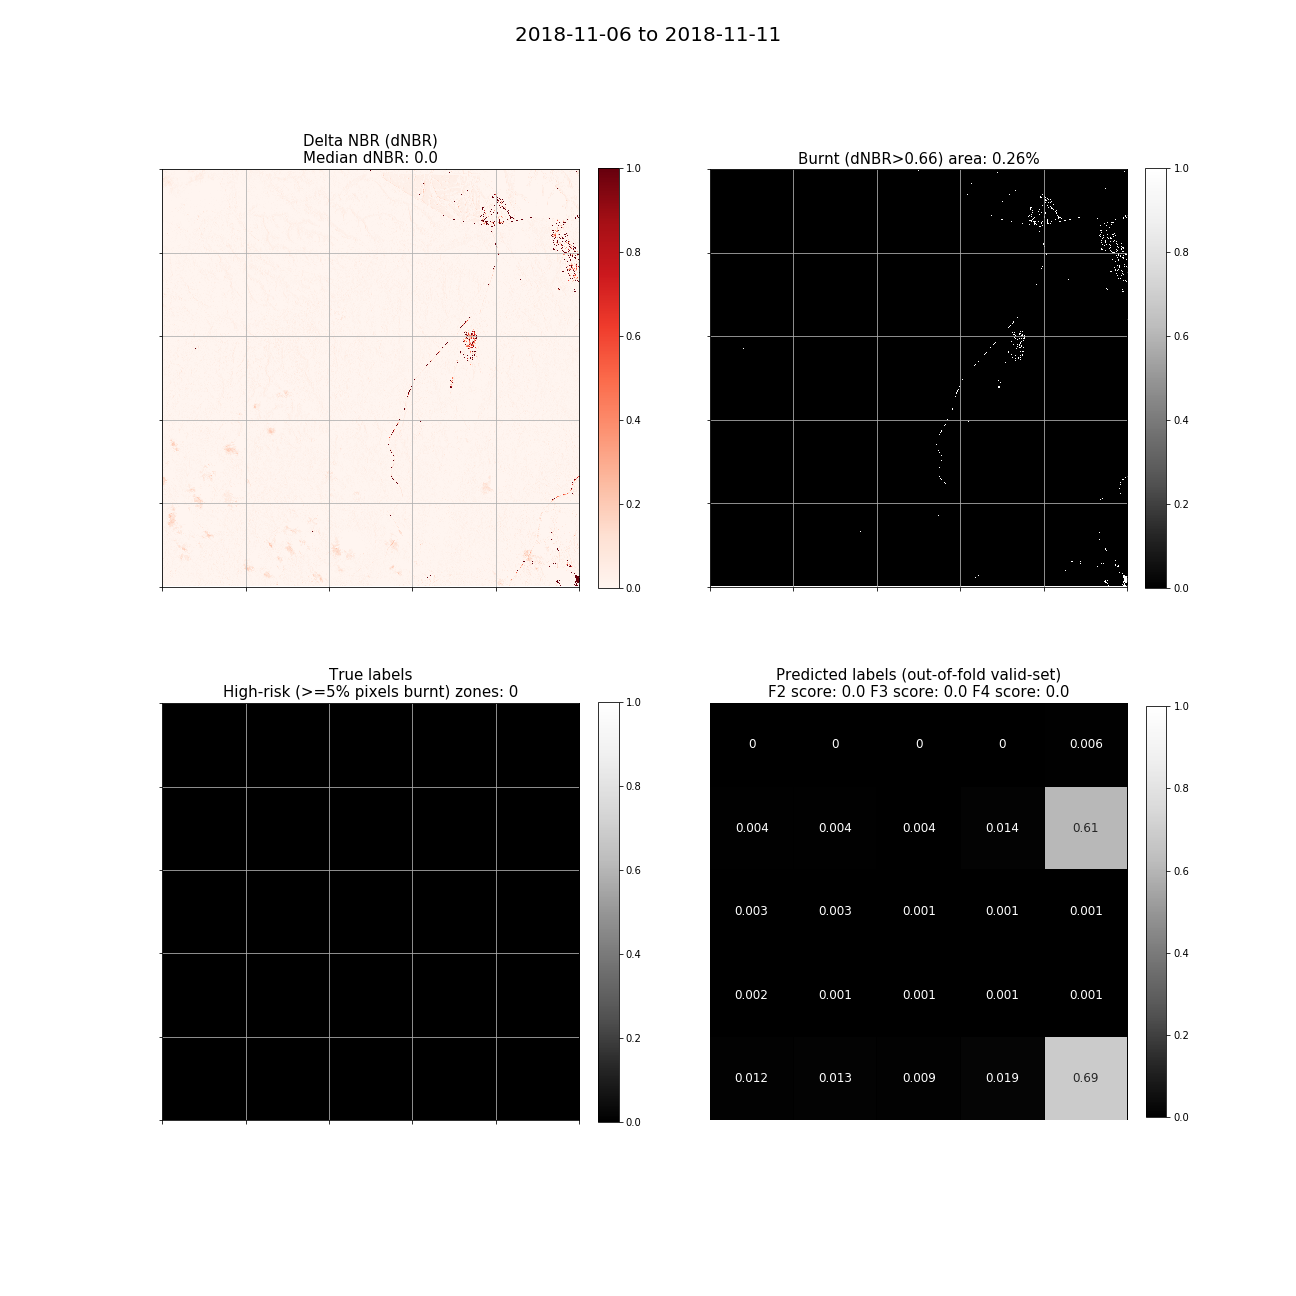 2018-11-06 to 2018-11-11
Delta NBR (dNBR)
Median dNBR: 0.0
1.0
0.8
0.6
0.4
0.2
0.0
Burnt (dNBR>0.66) area: 0.26%
1.0
0.8
0.6
0.4
0.2
0.0
True labels
High-risk (>=5% pixels burnt) zones: 0
1.0
0.8
0.6
0.4
0.2
0.0
Predicted labels (out-of-fold valid-set)
F2 score: 0.0 F3 score: 0.0 F4 score: 0.0
0 0 0 0 0.006
0.004 0.004 0.004 0.014 0.61
0.003 0.003 0.001 0.001 0.001
0.002 0.001 0.001 0.001 0.001
0.012 0.013 0.009 0.019 0.69
1.0
0.8
0.6
0.4
0.2
0.0